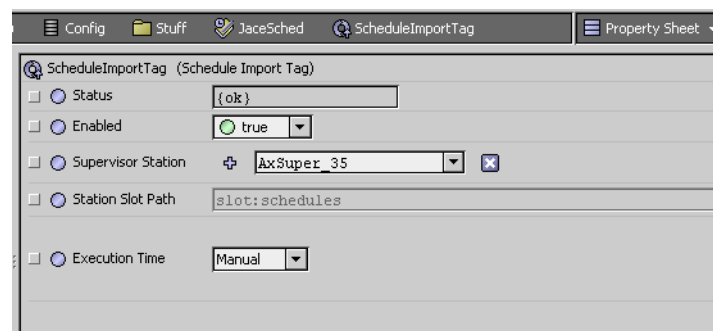 Config Stuff JaceSched ScheduleImportTag Property Sheet
ScheduleImportTag (Schedule Import Tag)
Status {ok}
Enabled true
Supervisor Station AxSuper_35
Station Slot Path slot:schedules
Execution Time Manual